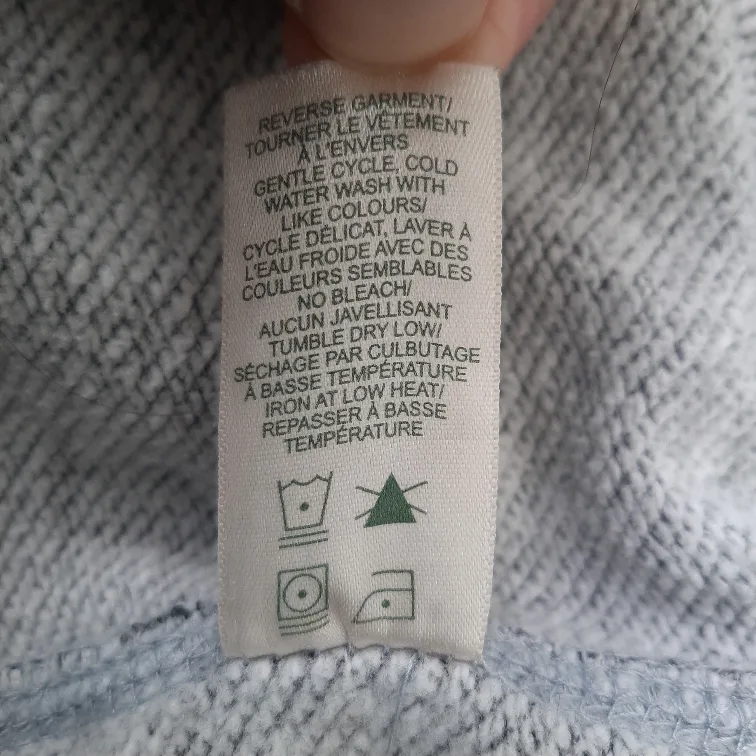 REVERSE GARMENT/
TOURNER LE VÊTEMENT
À L'ENVERS
GENTLE CYCLE, COLD
WATER WASH WITH
LIKE COLOURS/
CYCLE DÉLICAT, LAVER À
L'EAU FROIDE AVEC DES
COULEURS SEMBLABLES
NO BLEACH/
AUCUN JAVELLISANT
TUMBLE DRY LOW/
SÉCHAGE PAR CULBUTAGE
À BASSE TEMPÉRATURE
IRON AT LOW HEAT/
REPASSER À BASSE
TEMPÉRATURE